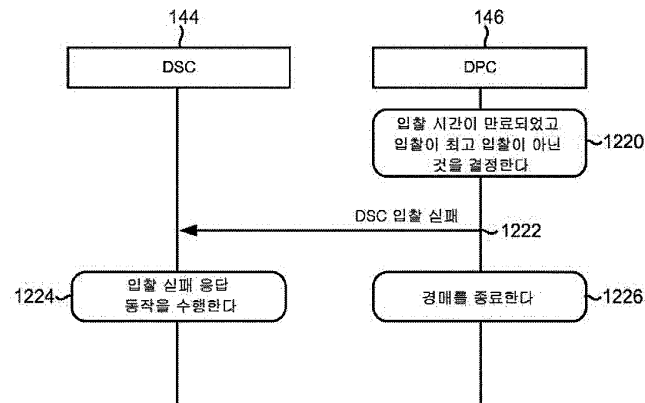 144
146
DSC
DPC
입찰 시간이 만료되었고
입찰이 최고 입찰이 아닌
것을 결정한다
1220
DSC 입찰 실패
1222
입찰 실패 응답
동작을 수행한다
1224
경매를 종료한다
1226